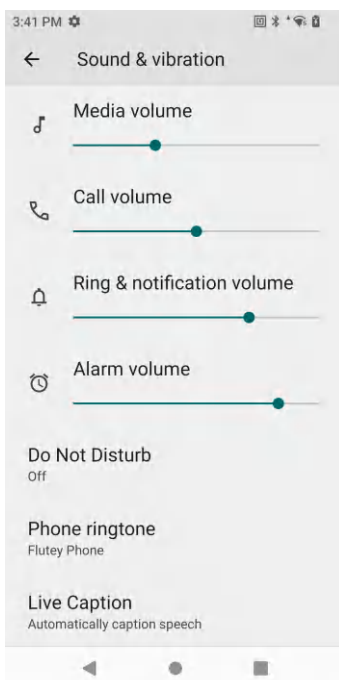 3:41 PM
Sound & vibration
Media volume
Call volume
Ring & notification volume
Alarm volume
Do Not Disturb
Off
Phone ringtone
Flutey Phone
Live Caption
Automatically caption speech